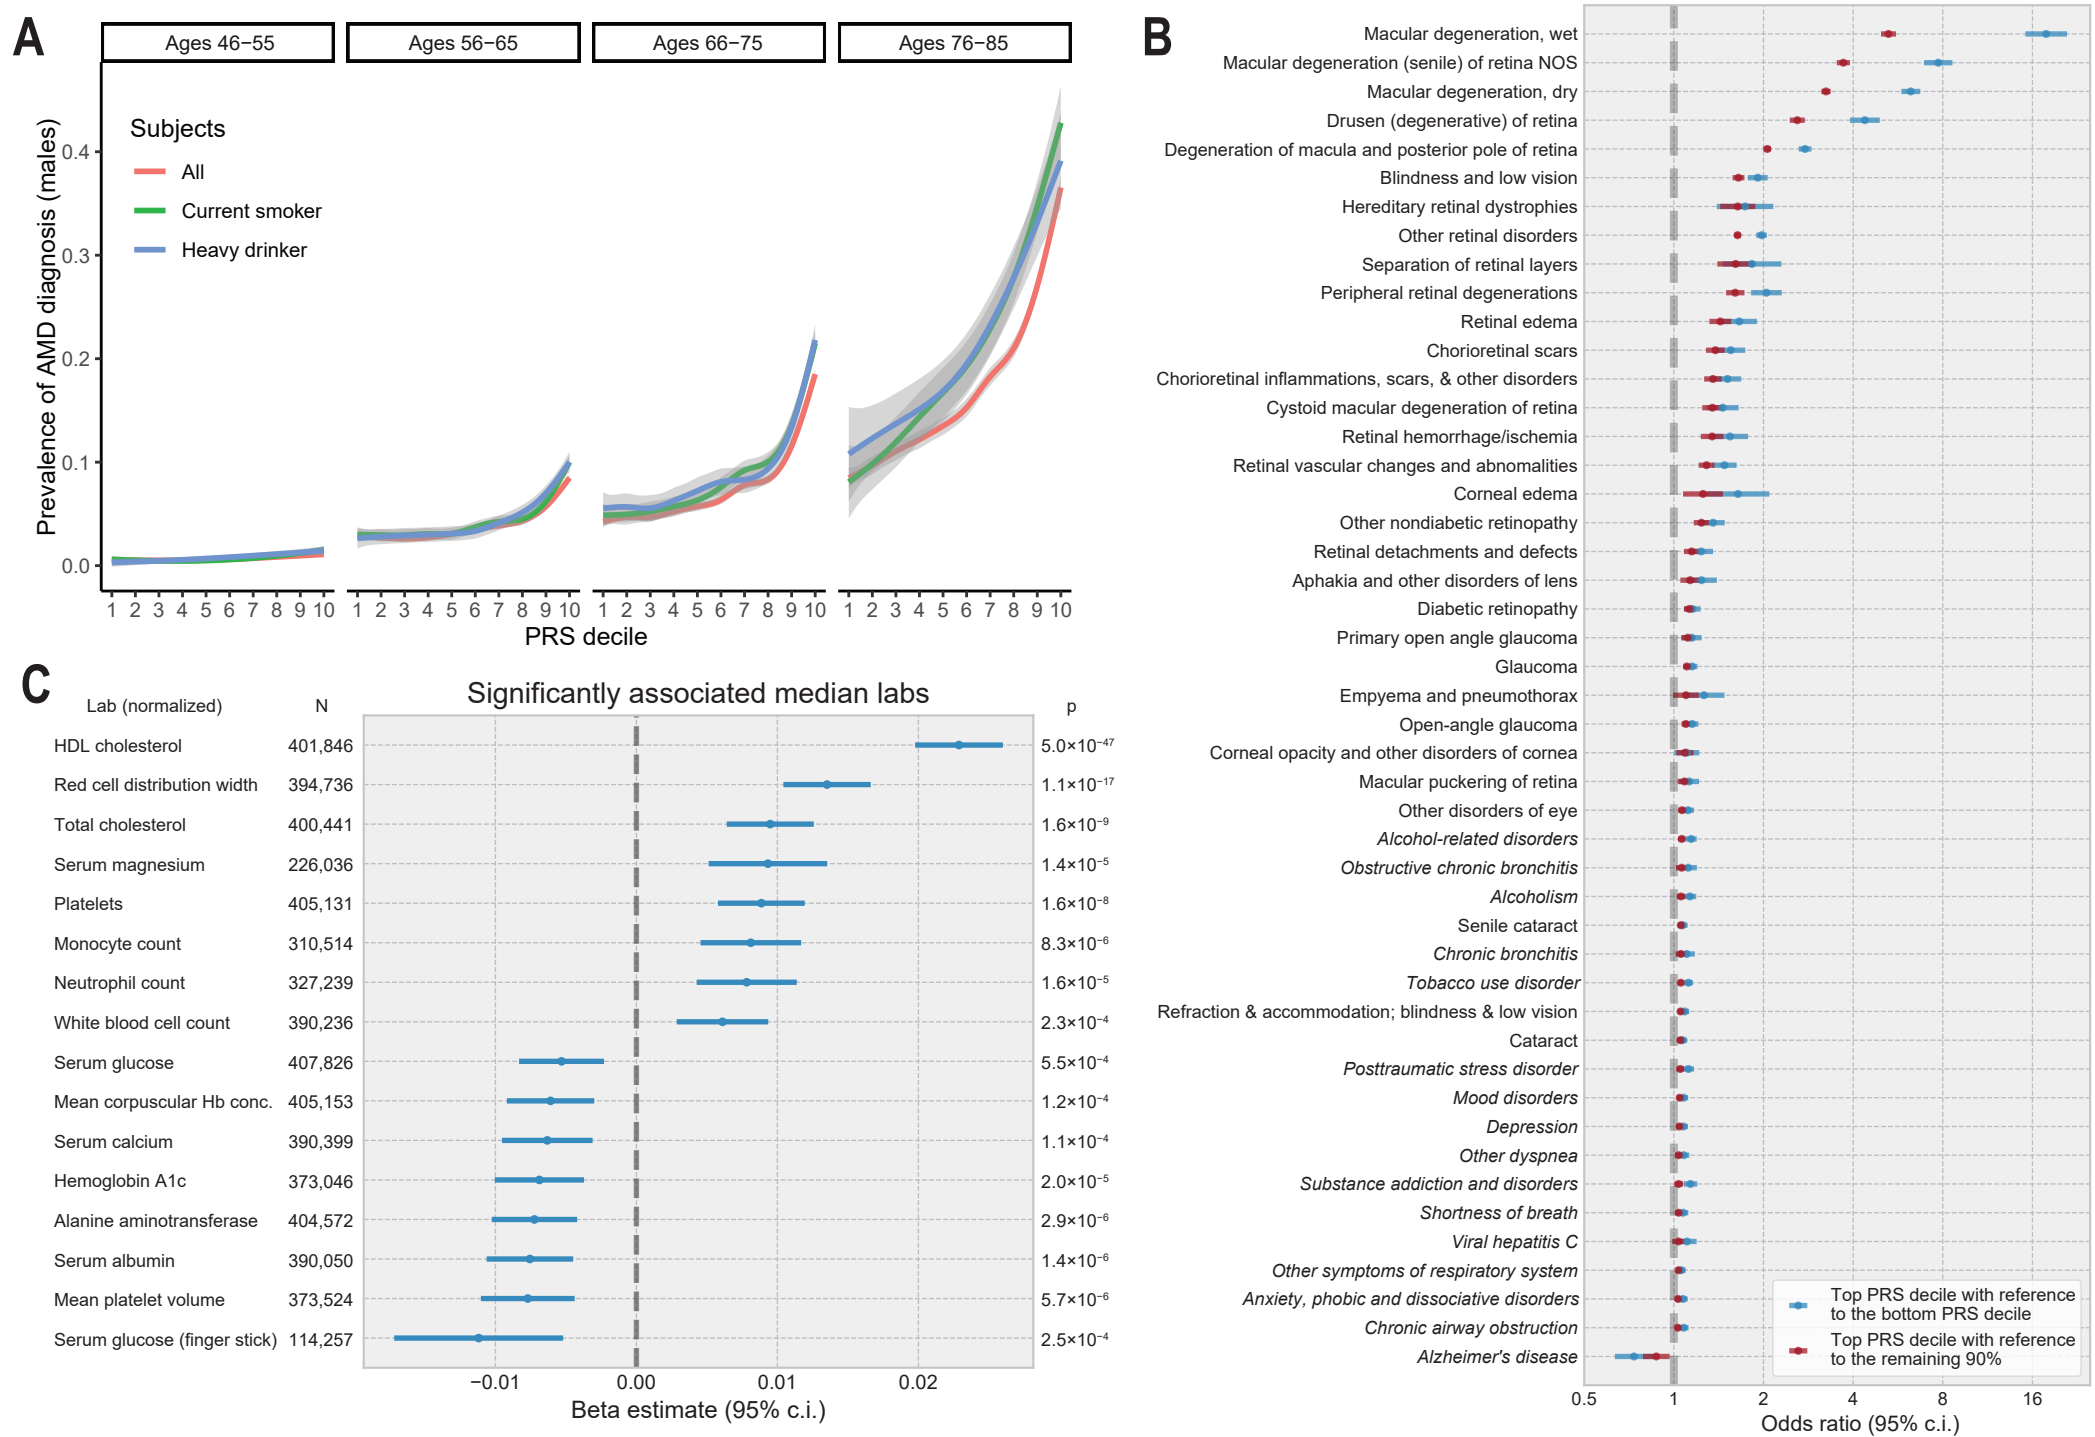 A
Ages 46−55
Ages 56−65
Ages 66−75
Ages 76−85
Prevalence of AMD diagnosis (males)
0.4
0.3
0.2
0.1
0.0
Subjects
All
Current smoker
Heavy drinker
1 2 3 4 5 6 7 8 9 10
1 2 3 4 5 6 7 8 9 10
1 2 3 4 5 6 7 8 9 10
1 2 3 4 5 6 7 8 9 10
PRS decile
B
Macular degeneration, wet
Macular degeneration (senile) of retina NOS
Macular degeneration, dry
Drusen (degenerative) of retina
Degeneration of macula and posterior pole of retina
Blindness and low vision
Hereditary retinal dystrophies
Other retinal disorders
Separation of retinal layers
Peripheral retinal degenerations
Retinal edema
Chorioretinal scars
Chorioretinal inflammations, scars, & other disorders
Cystoid macular degeneration of retina
Retinal hemorrhage/ischemia
Retinal vascular changes and abnomalities
Corneal edema
Other nondiabetic retinopathy
Retinal detachments and defects
Aphakia and other disorders of lens
Diabetic retinopathy
Primary open angle glaucoma
Glaucoma
Empyema and pneumothorax
Open-angle glaucoma
Corneal opacity and other disorders of cornea
Macular puckering of retina
Other disorders of eye
Alcohol-related disorders
Obstructive chronic bronchitis
Alcoholism
Senile cataract
Chronic bronchitis
Tobacco use disorder
Refraction & accommodation; blindness & low vision
Cataract
Posttraumatic stress disorder
Mood disorders
Depression
Other dyspnea
Substance addiction and disorders
Shortness of breath
Viral hepatitis C
Other symptoms of respiratory system
Anxiety, phobic and dissociative disorders
Chronic airway obstruction
Alzheimer's disease
Top PRS decile with reference
to the bottom PRS decile
Top PRS decile with reference
to the remaining 90%
0.5 1 2 4 8 16
Odds ratio (95% c.i.)
C
Significantly associated median labs
Lab (normalized) N p
HDL cholesterol 401,846 5.0×10⁻⁴⁷
Red cell distribution width 394,736 1.1×10⁻¹⁷
Total cholesterol 400,441 1.6×10⁻⁹
Serum magnesium 226,036 1.4×10⁻⁵
Platelets 405,131 1.6×10⁻⁸
Monocyte count 310,514 8.3×10⁻⁶
Neutrophil count 327,239 1.6×10⁻⁵
White blood cell count 390,236 2.3×10⁻⁴
Serum glucose 407,826 5.5×10⁻⁴
Mean corpuscular Hb conc. 405,153 1.2×10⁻⁴
Serum calcium 390,399 1.1×10⁻⁴
Hemoglobin A1c 373,046 2.0×10⁻⁵
Alanine aminotransferase 404,572 2.9×10⁻⁶
Serum albumin 390,050 1.4×10⁻⁶
Mean platelet volume 373,524 5.7×10⁻⁶
Serum glucose (finger stick) 114,257 2.5×10⁻⁴
−0.01 0.00 0.01 0.02
Beta estimate (95% c.i.)